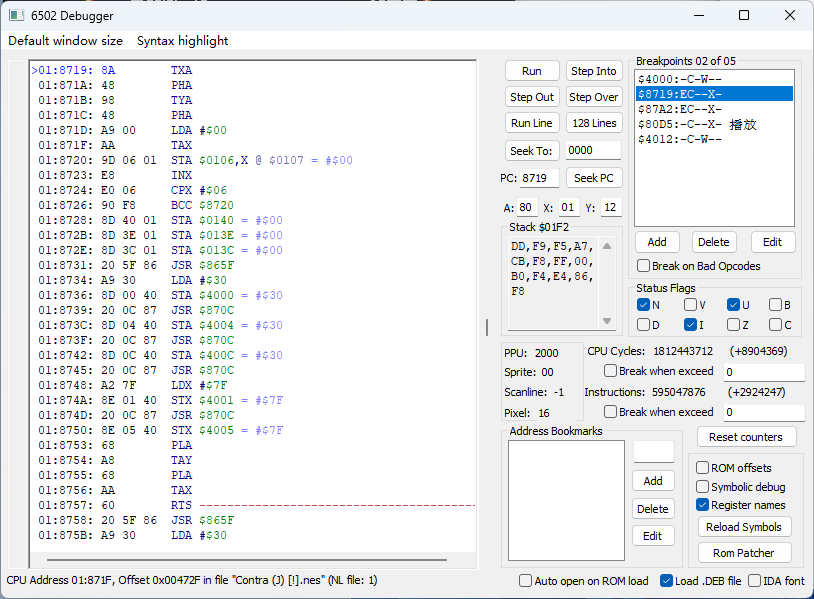 6502 Debugger
Default window size Syntax highlight
>01:8719: 8A TXA
01:871A: 48 PHA
01:871B: 98 TYA
01:871C: 48 PHA
01:871D: A9 00 LDA #$00
01:871F: AA TAX
01:8720: 9D 06 01 STA $0106,X @ $0107 = #$00
01:8723: E8 INX
01:8724: E0 06 CPX #$06
01:8726: 90 F8 BCC $8720
01:8728: 8D 40 01 STA $0140 = #$00
01:872B: 8D 3E 01 STA $013E = #$00
01:872E: 8D 3C 01 STA $013C = #$00
01:8731: 20 5F 86 JSR $865F
01:8734: A9 30 LDA #$30
01:8736: 8D 00 40 STA $4000 = #$30
01:8739: 20 0C 87 JSR $870C
01:873C: 8D 04 40 STA $4004 = #$30
01:873F: 20 0C 87 JSR $870C
01:8742: 8D 0C 40 STA $400C = #$30
01:8745: 20 0C 87 JSR $870C
01:8748: A2 7F LDX #$7F
01:874A: 8E 01 40 STX $4001 = #$7F
01:874D: 20 0C 87 JSR $870C
01:8750: 8E 05 40 STX $4005 = #$7F
01:8753: 68 PLA
01:8754: A8 TAY
01:8755: 68 PLA
01:8756: AA TAX
01:8757: 60 RTS ----------------------------------------
01:8758: 20 5F 86 JSR $865F
01:875B: A9 30 LDA #$30
Run Step Into
Step Out Step Over
Run Line 128 Lines
Seek To: 0000
PC: 8719 Seek PC
A: 80 X: 01 Y: 12
Stack $01F2
DD,F9,F5,A7,
CB,F8,FF,00,
B0,F4,E4,86,
F8
Breakpoints 02 of 05
$4000:-C-W--
$8719:EC--X-
$87A2:EC--X-
$80D5:-C--X- 播放
$4012:-C-W--
Add Delete Edit
Break on Bad Opcodes
Status Flags
N V U B
D I Z C
PPU: 2000
Sprite: 00
Scanline: -1
Pixel: 16
CPU Cycles: 1812443712 (+8904369)
Break when exceed 0
Instructions: 595047876 (+2924247)
Break when exceed 0
Address Bookmarks
Add
Delete
Edit
Reset counters
ROM offsets
Symbolic debug
Register names
Reload Symbols
Rom Patcher
CPU Address 01:871F, Offset 0x00472F in file "Contra (J) [!].nes" (NL file: 1)
Auto open on ROM load Load .DEB file IDA font